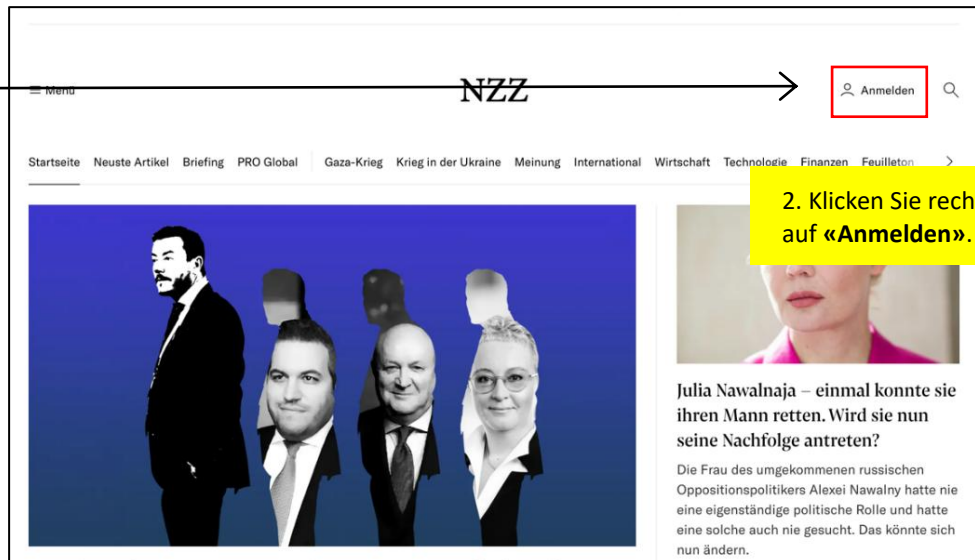 Menü
NZZ
Anmelden
Startseite Neuste Artikel Briefing PRO Global Gaza-Krieg Krieg in der Ukraine Meinung International Wirtschaft Technologie Finanzen Feuilleton
2. Klicken Sie rech
auf «Anmelden».
Julia Nawalnaja – einmal konnte sie
ihren Mann retten. Wird sie nun
seine Nachfolge antreten?
Die Frau des umgekommenen russischen
Oppositionspolitikers Alexei Nawalny hatte nie
eine eigenständige politische Rolle und hatte
eine solche auch nie gesucht. Das könnte sich
nun ändern.